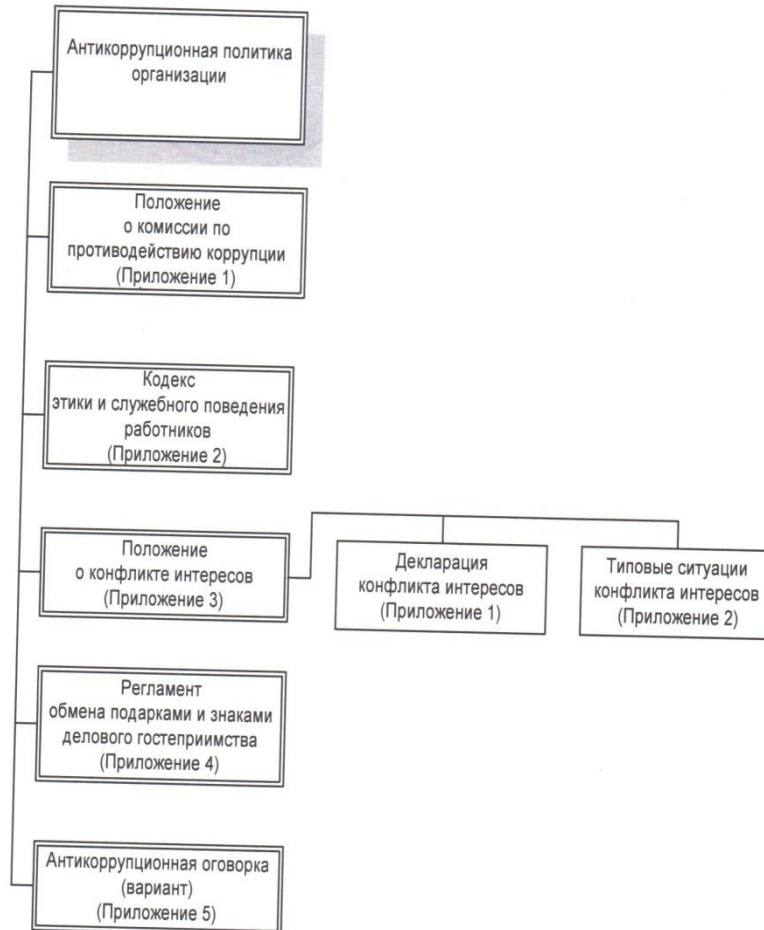 Антикоррупционная политика
организации
Положение
о комиссии по
противодействию коррупции
(Приложение 1)
Кодекс
этики и служебного поведения
работников
(Приложение 2)
Положение
о конфликте интересов
(Приложение 3)
Декларация
конфликта интересов
(Приложение 1)
Типовые ситуации
конфликта интересов
(Приложение 2)
Регламент
обмена подарками и знаками
делового гостеприимства
(Приложение 4)
Антикоррупционная оговорка
(вариант)
(Приложение 5)